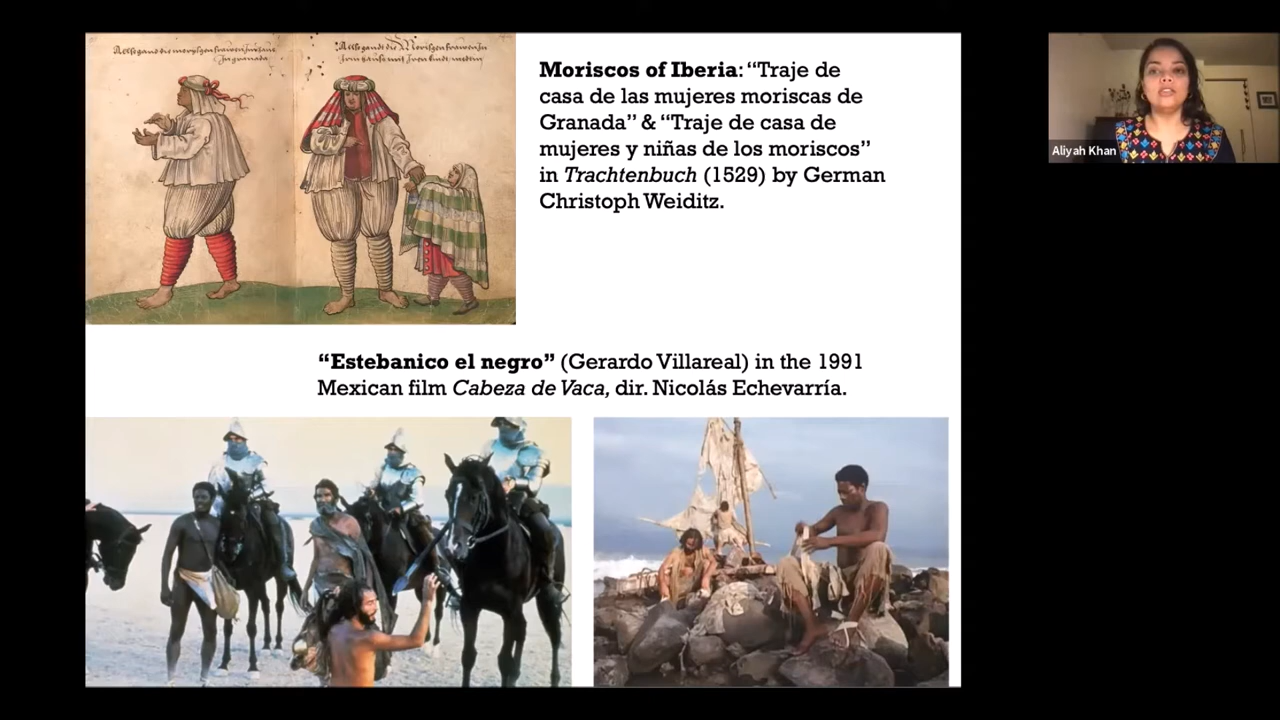 Moriscos of Iberia: “Traje de
casa de las mujeres moriscas de
Granada” & “Traje de casa de
mujeres y niñas de los moriscos”
in Trachtenbuch (1529) by German
Christoph Weiditz.
Aliyah Khan
“Estebanico el negro” (Gerardo Villareal) in the 1991
Mexican film Cabeza de Vaca, dir. Nicolás Echevarría.